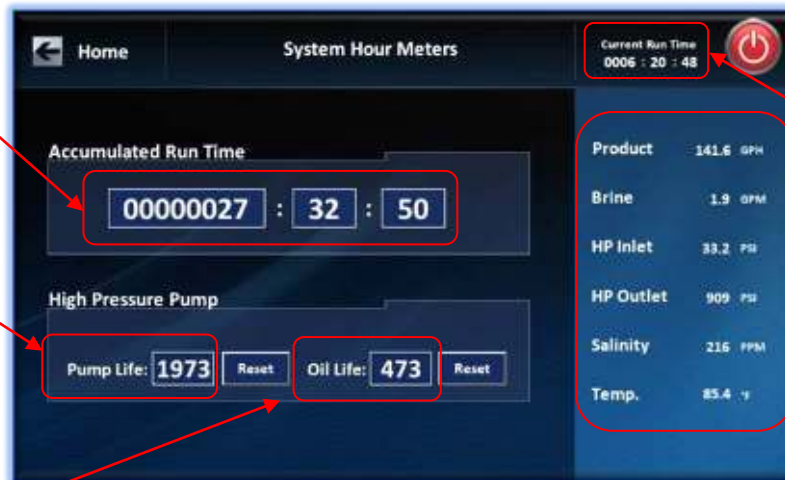 Home
System Hour Meters
Current Run Time
0006 : 20 : 48
Accumulated Run Time
00000027 : 32 : 50
High Pressure Pump
Pump Life: 1973 Reset Oil Life: 473 Reset
Product 141.6 GPH
Brine 1.9 GPM
HP Inlet 33.2 PSI
HP Outlet 909 PSI
Salinity 216 PPM
Temp. 85.4 °F